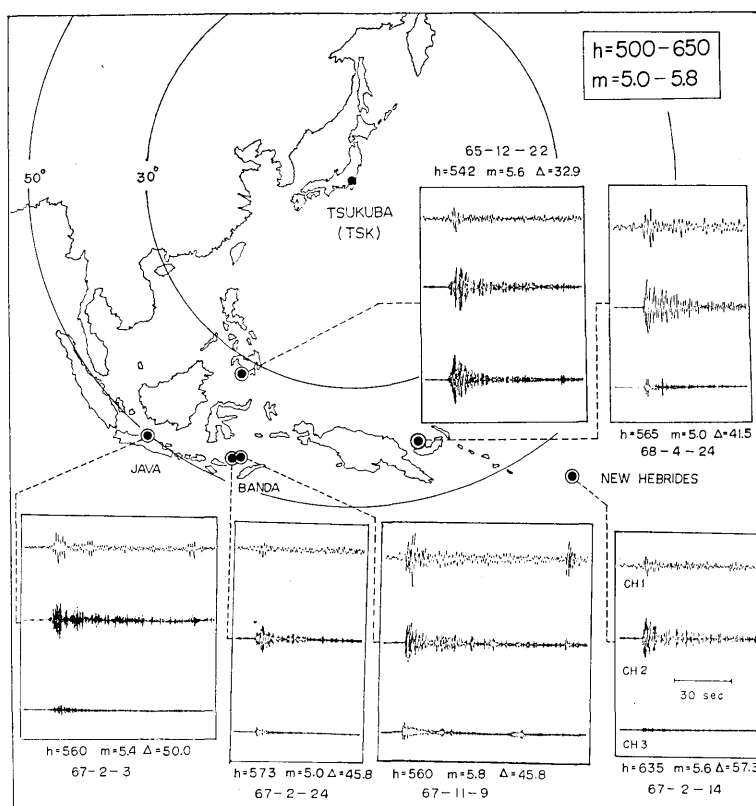 h=500-650
m=5.0-5.8
50°
30°
TSUKUBA
(TSK)
65-12-22
h=542 m=5.6 Δ=32.9
h=565 m=5.0 Δ=41.5
68-4-24
JAVA
BANDA
NEW HEBRIDES
CH 1
CH 2
30 sec
CH 3
h=560 m=5.4 Δ=50.0
67-2-3
h=573 m=5.0 Δ=45.8
67-2-24
h=560 m=5.8 Δ=45.8
67-11-9
h=635 m=5.6 Δ=57.3
67-2-14